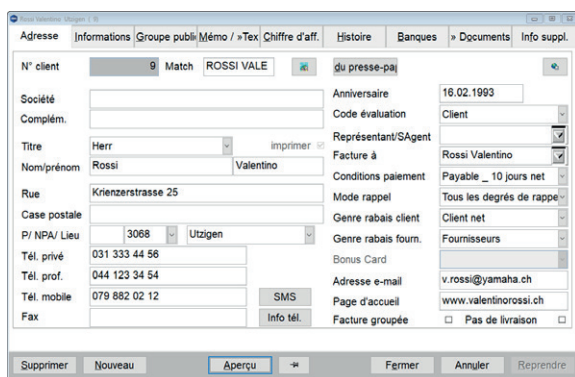 Rossi Valentino, Utzigen | 9|
Adresse Informations Groupe publi Mémo / »Tex Chiffre d'aff. Histoire Banques » Documents Info suppl.
N° client 9 Match ROSSI VALE du presse-pa
Société
Complém.
Titre Herr imprimer
Nom/prénom Rossi Valentino
Rue Krienzerstrasse 25
Case postale
P/ NPA/ Lieu 3068 Utzigen
Tél. privé 031 333 44 56
Tél. prof. 044 123 34 54
Tél. mobile 079 882 02 12 SMS
Fax Info tél.
Anniversaire 16.02.1993
Code évaluation Client
Représentant/SAgent
Facture à Rossi Valentino
Conditions paiement Payable _ 10 jours net
Mode rappel Tous les degrés de rappe
Genre rabais client Client net
Genre rabais fourn. Fournisseurs
Bonus Card
Adresse e-mail v.rossi@yamaha.ch
Page d'accueil www.valentinorossi.ch
Facture groupée Pas de livraison
Supprimer Nouveau Aperçu Fermer Annuler Reprendre